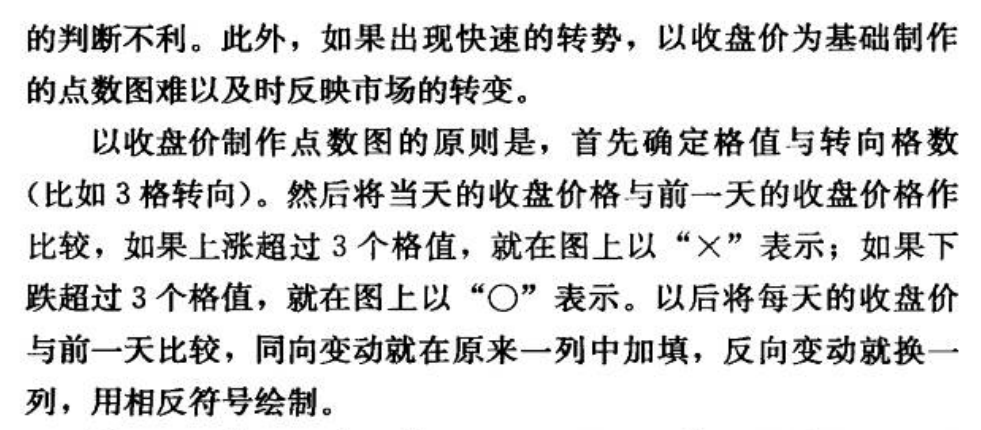 的判断不利。此外，如果出现快速的转势，以收盘价为基础制作
的点数图难以及时反映市场的转变。
以收盘价制作点数图的原则是，首先确定格值与转向格数
（比如 3 格转向）。然后将当天的收盘价格与前一天的收盘价格作
比较，如果上涨超过 3 个格值，就在图上以“×”表示；如果下
跌超过 3 个格值，就在图上以“○”表示。以后将每天的收盘价
与前一天比较，同向变动就在原来一列中加填，反向变动就换一
列，用相反符号绘制。